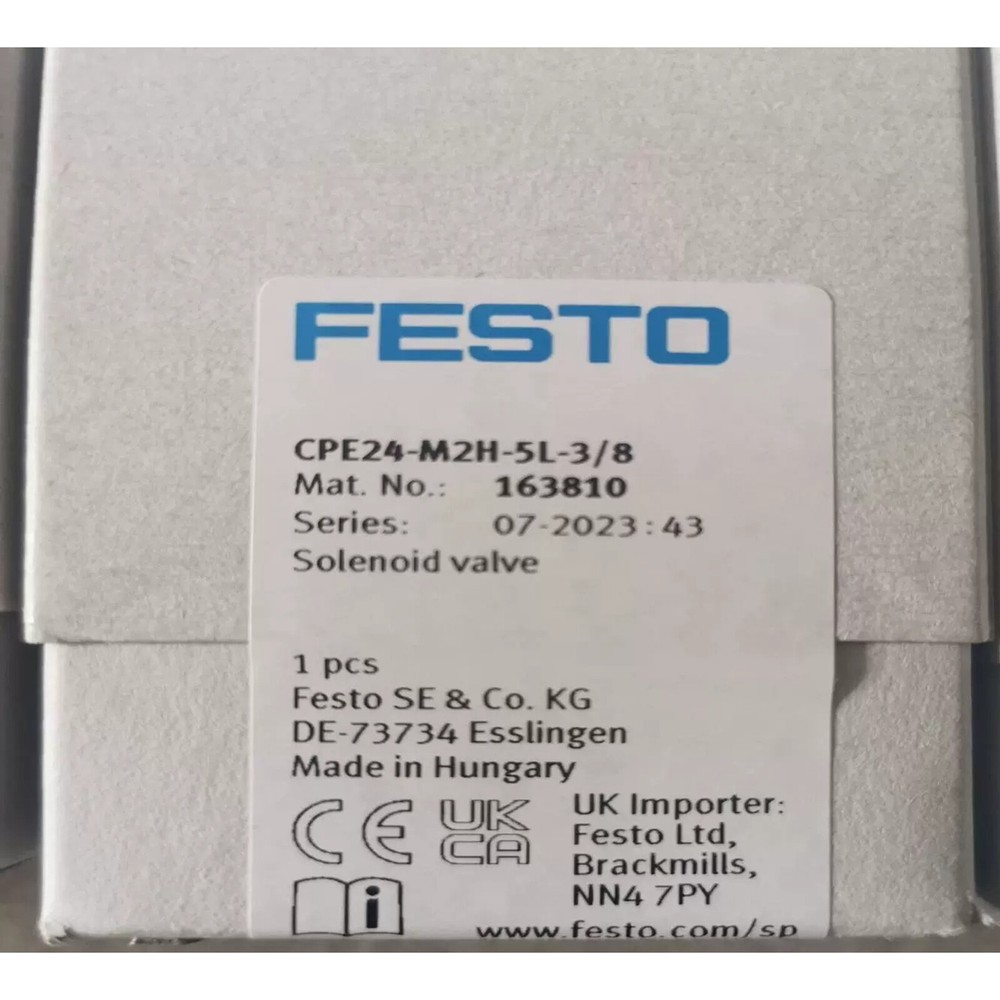 FESTO
CPE24-M2H-5L-3/8
Mat. No.: 163810
Series: 07-2023:43
Solenoid valve
1 pcs
Festo SE & Co. KG
DE-73734 Esslingen
Made in Hungary
CE UKCA
i
UK Importer:
Festo Ltd,
Brackmills,
NN4 7PY
www.festo.com/sp